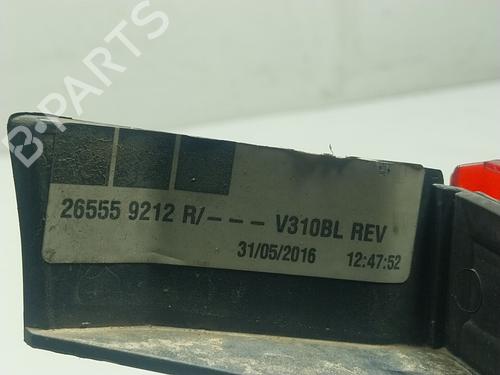 B-PARTS
26555 9212 R/--- V310BL REV
31/05/2016 12:47:52